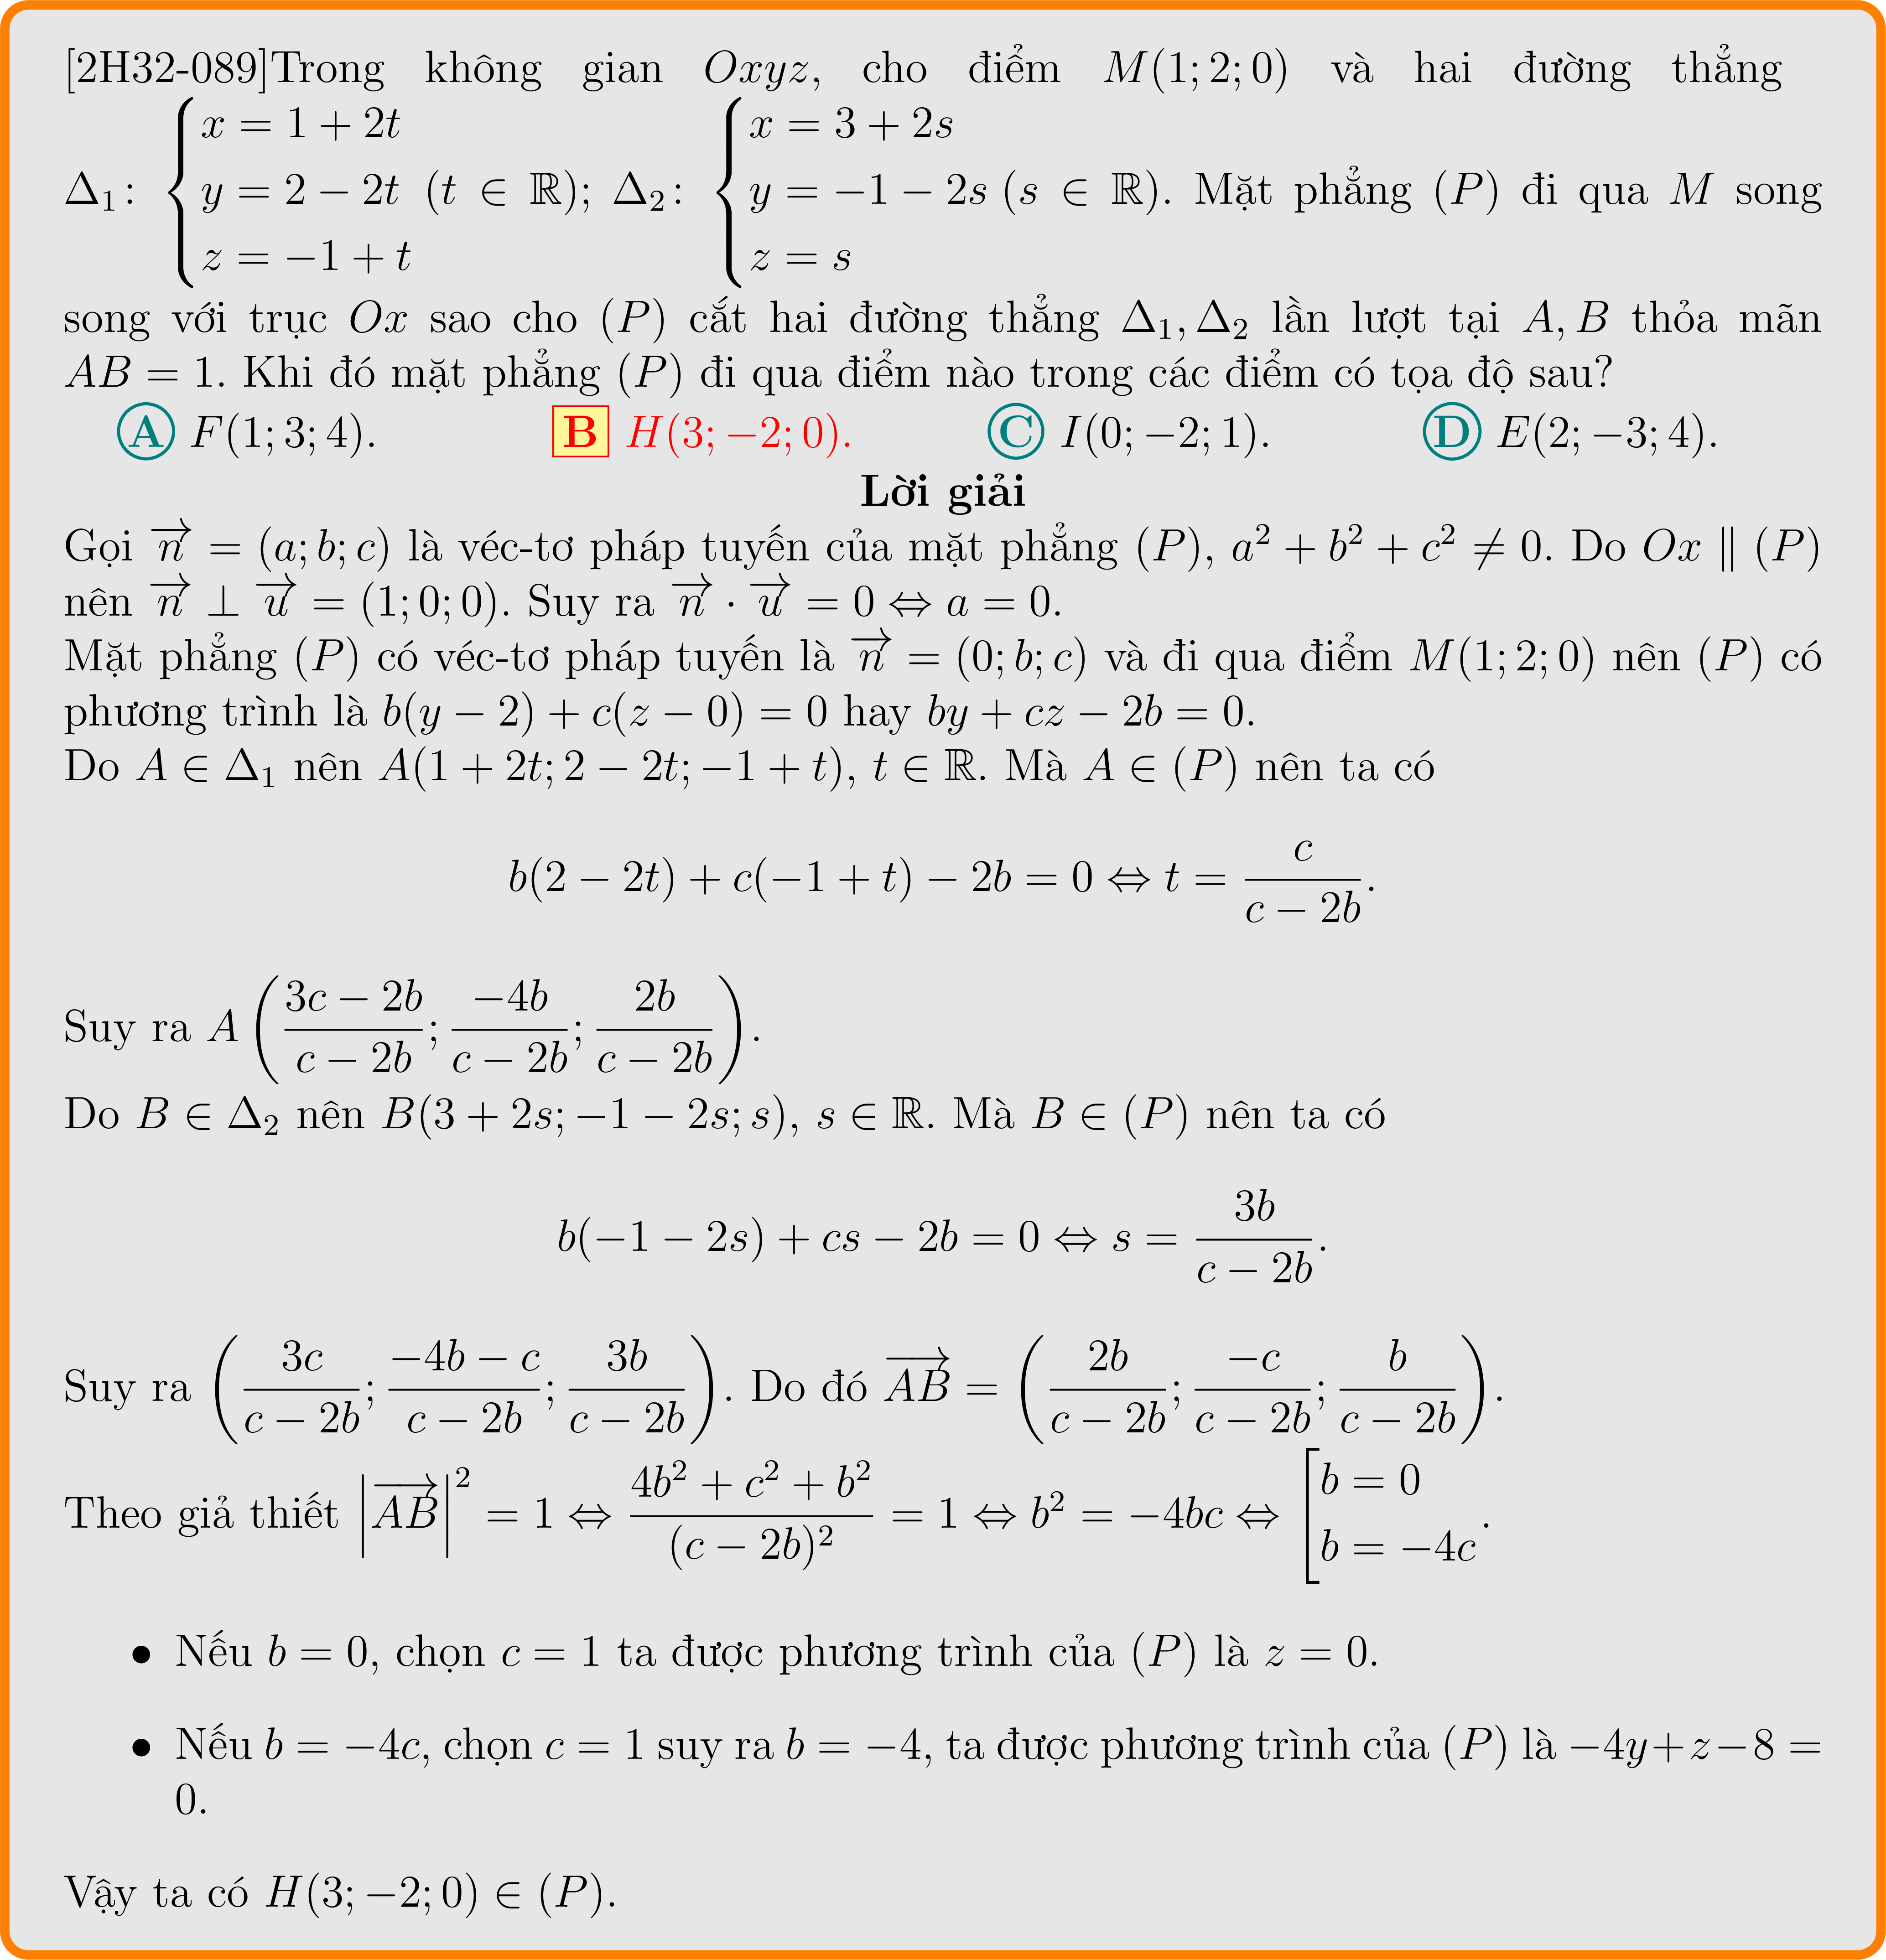 [2H32-089]Trong không gian $Oxyz$, cho điểm $M(1; 2; 0)$ và hai đường thẳng
$\Delta_1: \begin{cases} x = 1 + 2t \\ y = 2 - 2t \\ z = -1 + t \end{cases} (t \in \mathbb{R}); \Delta_2: \begin{cases} x = 3 + 2s \\ y = -1 - 2s \\ z = s \end{cases} (s \in \mathbb{R})$. Mặt phẳng $(P)$ đi qua $M$ song
song với trục $Ox$ sao cho $(P)$ cắt hai đường thẳng $\Delta_1, \Delta_2$ lần lượt tại $A, B$ thỏa mãn
$AB = 1$. Khi đó mặt phẳng $(P)$ đi qua điểm nào trong các điểm có tọa độ sau?
A $F(1; 3; 4)$. B $H(3; -2; 0)$. C $I(0; -2; 1)$. D $E(2; -3; 4)$.
Lời giải
Gọi $\overrightarrow{n} = (a; b; c)$ là véc-tơ pháp tuyến của mặt phẳng $(P)$, $a^2 + b^2 + c^2 \neq 0$. Do $Ox \parallel (P)$
nên $\overrightarrow{n} \perp \overrightarrow{u} = (1; 0; 0)$. Suy ra $\overrightarrow{n} \cdot \overrightarrow{u} = 0 \Leftrightarrow a = 0$.
Mặt phẳng $(P)$ có véc-tơ pháp tuyến là $\overrightarrow{n} = (0; b; c)$ và đi qua điểm $M(1; 2; 0)$ nên $(P)$ có
phương trình là $b(y - 2) + c(z - 0) = 0$ hay $by + cz - 2b = 0$.
Do $A \in \Delta_1$ nên $A(1 + 2t; 2 - 2t; -1 + t)$, $t \in \mathbb{R}$. Mà $A \in (P)$ nên ta có
$b(2 - 2t) + c(-1 + t) - 2b = 0 \Leftrightarrow t = \frac{c}{c - 2b}$.
Suy ra $A\left(\frac{3c - 2b}{c - 2b}; \frac{-4b}{c - 2b}; \frac{2b}{c - 2b}\right)$.
Do $B \in \Delta_2$ nên $B(3 + 2s; -1 - 2s; s)$, $s \in \mathbb{R}$. Mà $B \in (P)$ nên ta có
$b(-1 - 2s) + cs - 2b = 0 \Leftrightarrow s = \frac{3b}{c - 2b}$.
Suy ra $\left(\frac{3c}{c - 2b}; \frac{-4b - c}{c - 2b}; \frac{3b}{c - 2b}\right)$. Do đó $\overrightarrow{AB} = \left(\frac{2b}{c - 2b}; \frac{-c}{c - 2b}; \frac{b}{c - 2b}\right)$.
Theo giả thiết $\left|\overrightarrow{AB}\right|^2 = 1 \Leftrightarrow \frac{4b^2 + c^2 + b^2}{(c - 2b)^2} = 1 \Leftrightarrow b^2 = -4bc \Leftrightarrow \left[\begin{array}{l} b = 0 \\ b = -4c \end{array}\right.$.
• Nếu $b = 0$, chọn $c = 1$ ta được phương trình của $(P)$ là $z = 0$.
• Nếu $b = -4c$, chọn $c = 1$ suy ra $b = -4$, ta được phương trình của $(P)$ là $-4y + z - 8 =$
$0$.
Vậy ta có $H(3; -2; 0) \in (P)$.